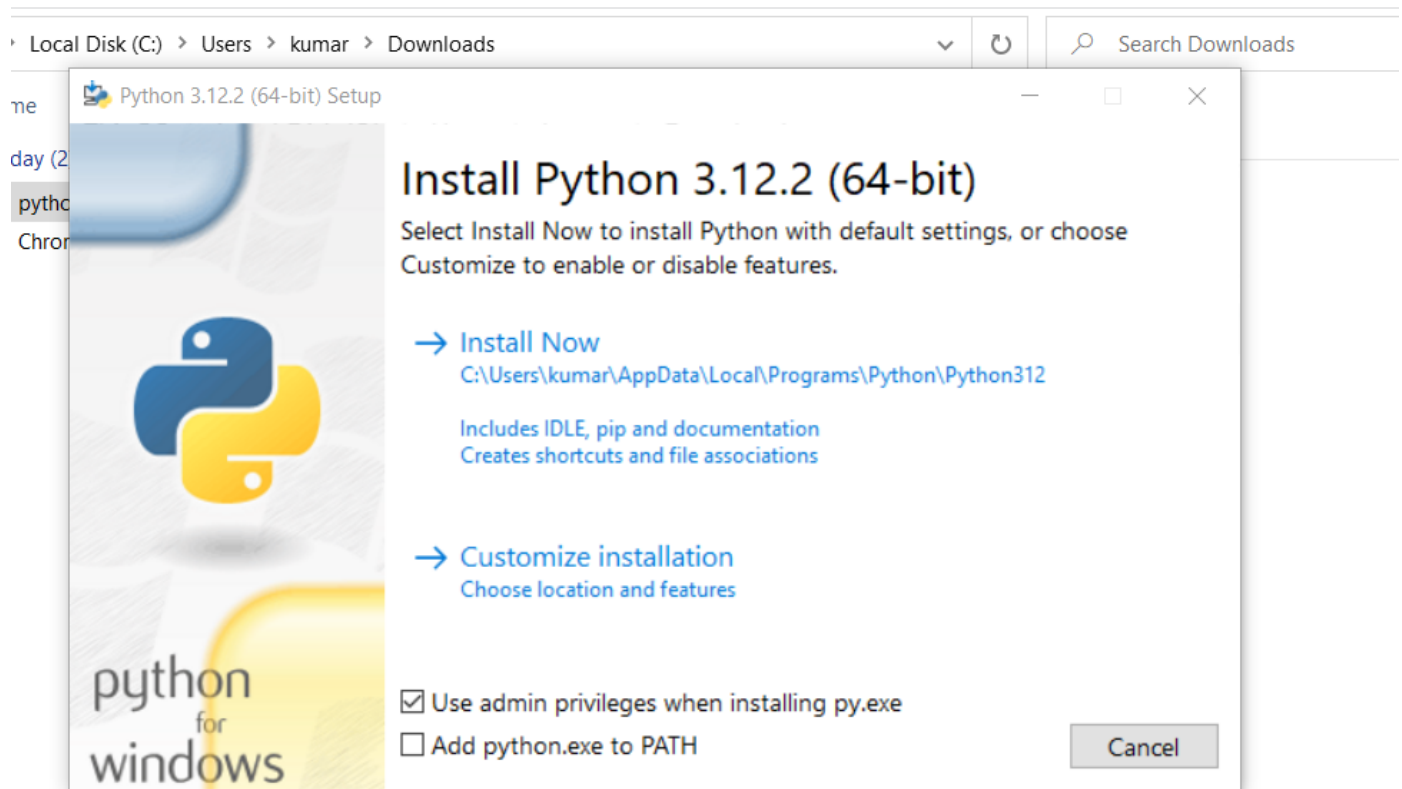 Local Disk (C:) > Users > kumar > Downloads
Search Downloads
me
Python 3.12.2 (64-bit) Setup
day (2
pytho
Chror
Install Python 3.12.2 (64-bit)
Select Install Now to install Python with default settings, or choose
Customize to enable or disable features.
Install Now
C:\Users\kumar\AppData\Local\Programs\Python\Python312
Includes IDLE, pip and documentation
Creates shortcuts and file associations
Customize installation
Choose location and features
python
for
windows
Use admin privileges when installing py.exe
Add python.exe to PATH
Cancel